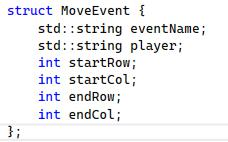 struct MoveEvent {
    std::string eventName;
    std::string player;
    int startRow;
    int startCol;
    int endRow;
    int endCol;
};